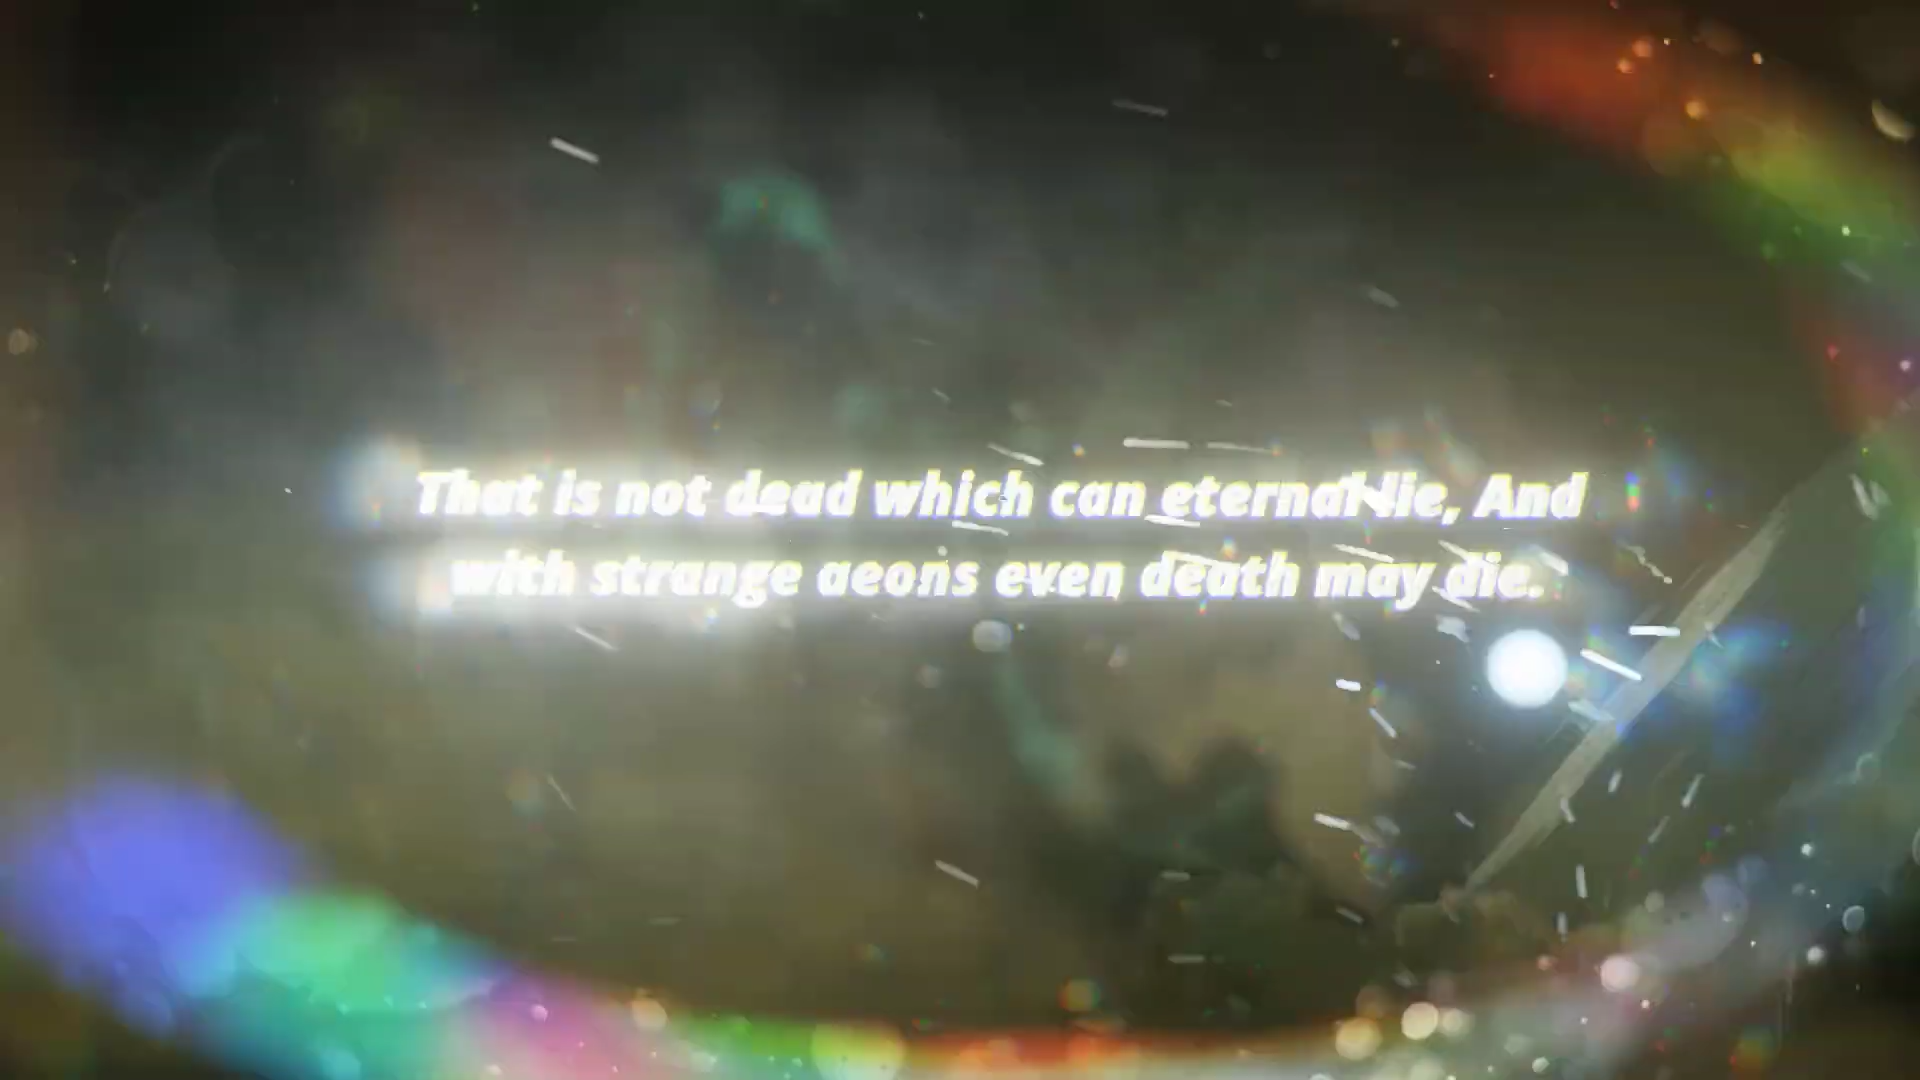 That is not dead which can eternal lie, And
with strange aeons even death may die.